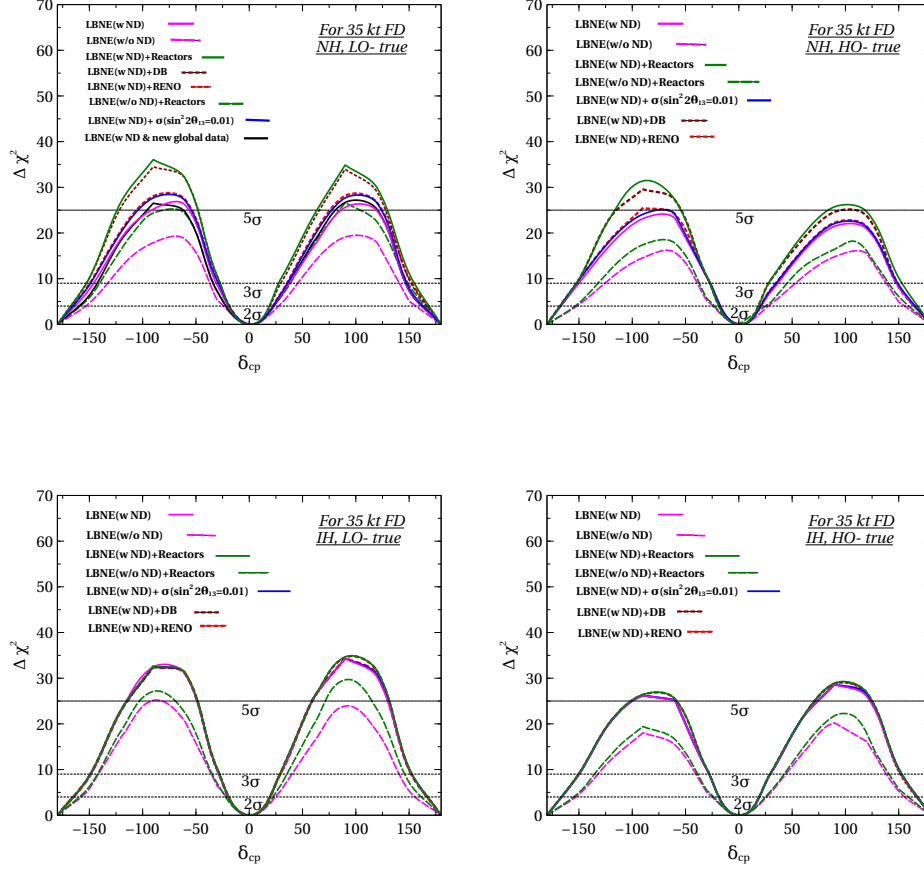 70
60
50
40
30
20
10
0
Δ χ²
LBNE(w ND)
LBNE(w/o ND)
LBNE(w ND)+Reactors
LBNE(w ND)+DB
LBNE(w ND)+RENO
LBNE(w/o ND)+Reactors
LBNE(w ND)+ σ(sin²2θ₁₃=0.01)
LBNE(w ND & new global data)
For 35 kt FD
NH, LO- true
5σ
3σ
2σ
−150 −100 −50 0 50 100 150
δcp
70
60
50
40
30
20
10
0
Δ χ²
LBNE(w ND)
LBNE(w/o ND)
LBNE(w ND)+Reactors
LBNE(w/o ND)+Reactors
LBNE(w ND)+ σ(sin²2θ₁₃=0.01)
LBNE(w ND)+DB
LBNE(w ND)+RENO
For 35 kt FD
NH, HO- true
5σ
3σ
2σ
−150 −100 −50 0 50 100 150
δcp
70
60
50
40
30
20
10
0
Δ χ²
LBNE(w ND)
LBNE(w/o ND)
LBNE(w ND)+Reactors
LBNE(w/o ND)+Reactors
LBNE(w ND)+ σ(sin²2θ₁₃=0.01)
LBNE(w ND)+DB
LBNE(w ND)+RENO
For 35 kt FD
IH, LO- true
5σ
3σ
2σ
−150 −100 −50 0 50 100 150
δcp
70
60
50
40
30
20
10
0
Δ χ²
LBNE(w ND)
LBNE(w/o ND)
LBNE(w ND)+Reactors
LBNE(w/o ND)+Reactors
LBNE(w ND)+ σ(sin²2θ₁₃=0.01)
LBNE(w ND)+DB
LBNE(w ND)+RENO
For 35 kt FD
IH, HO- true
5σ
3σ
2σ
−150 −100 −50 0 50 100 150
δcp